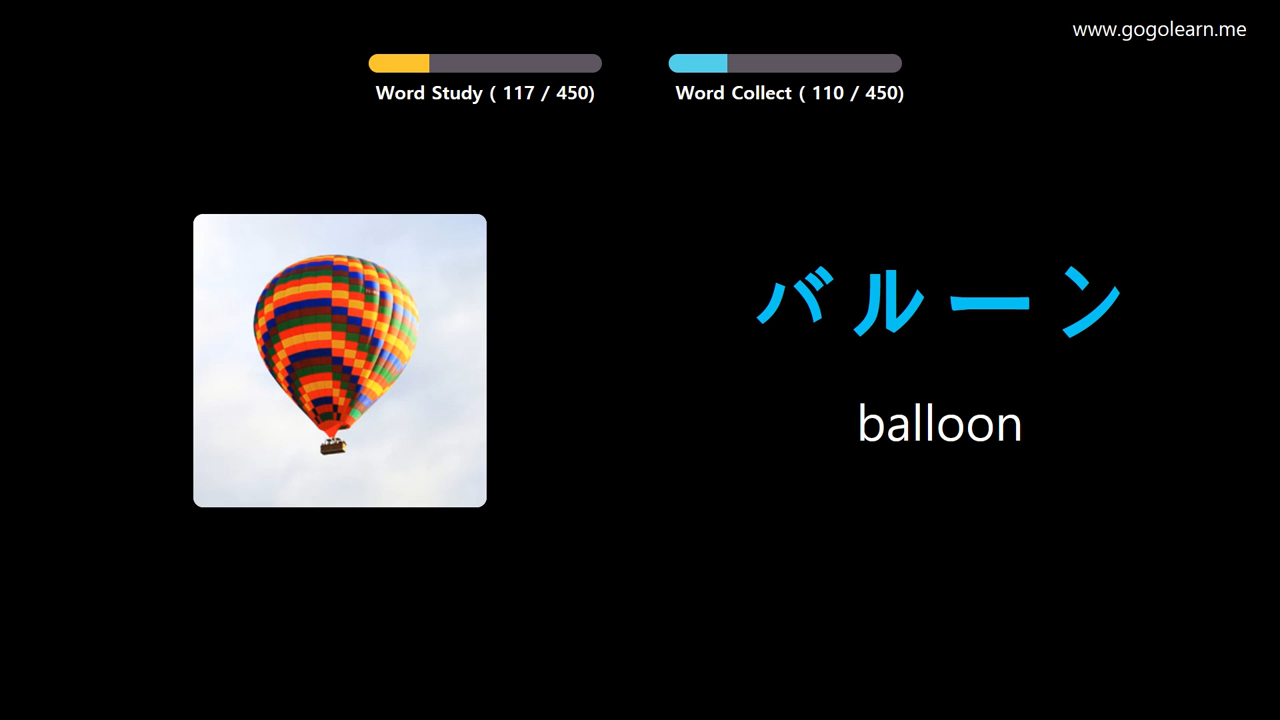 www.gogolearn.me
Word Study ( 117 / 450)
Word Collect ( 110 / 450)
バルーン
balloon